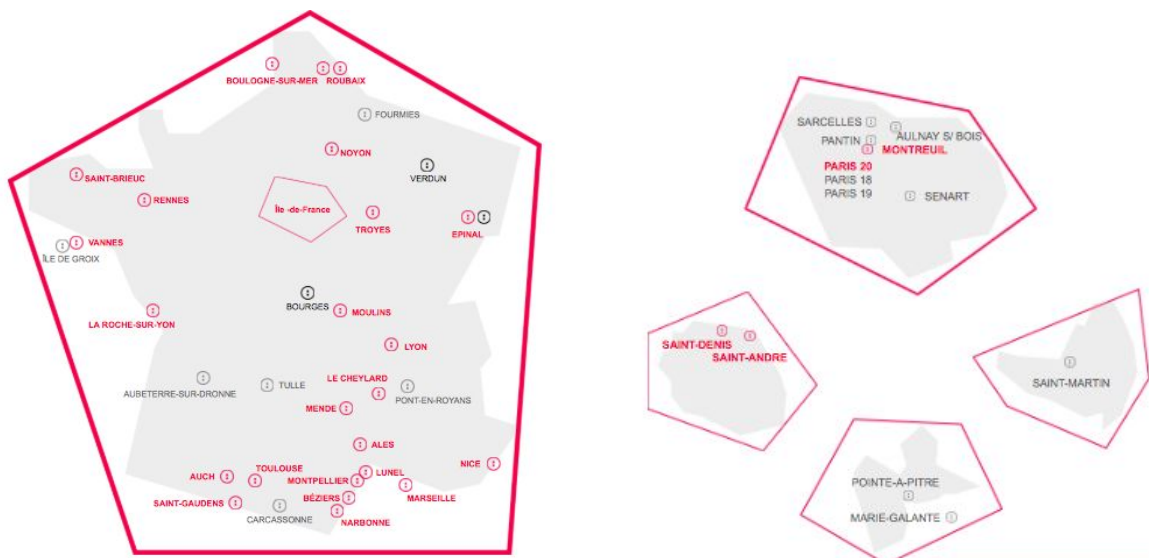 BOULOGNE-SUR-MER
ROUBAIX
FOURMIES
NOYON
VERDUN
SAINT-BRIEUC
RENNES
Île -de-France
TROYES
EPINAL
VANNES
ÎLE DE GROIX
BOURGES
MOULINS
LA ROCHE-SUR-YON
LYON
AUBETERRE-SUR-DRONNE
TULLE
LE CHEYLARD
PONT-EN-ROYANS
MENDE
ALES
NICE
AUCH
TOULOUSE
MONTPELLIER
LUNEL
MARSEILLE
SAINT-GAUDENS
CARCASSONNE
BÉZIERS
NARBONNE
SARCELLES
AULNAY S/ BOIS
PANTIN
MONTREUIL
PARIS 20
PARIS 18
PARIS 19
SENART
SAINT-DENIS
SAINT-ANDRE
SAINT-MARTIN
POINTE-A-PITRE
MARIE-GALANTE